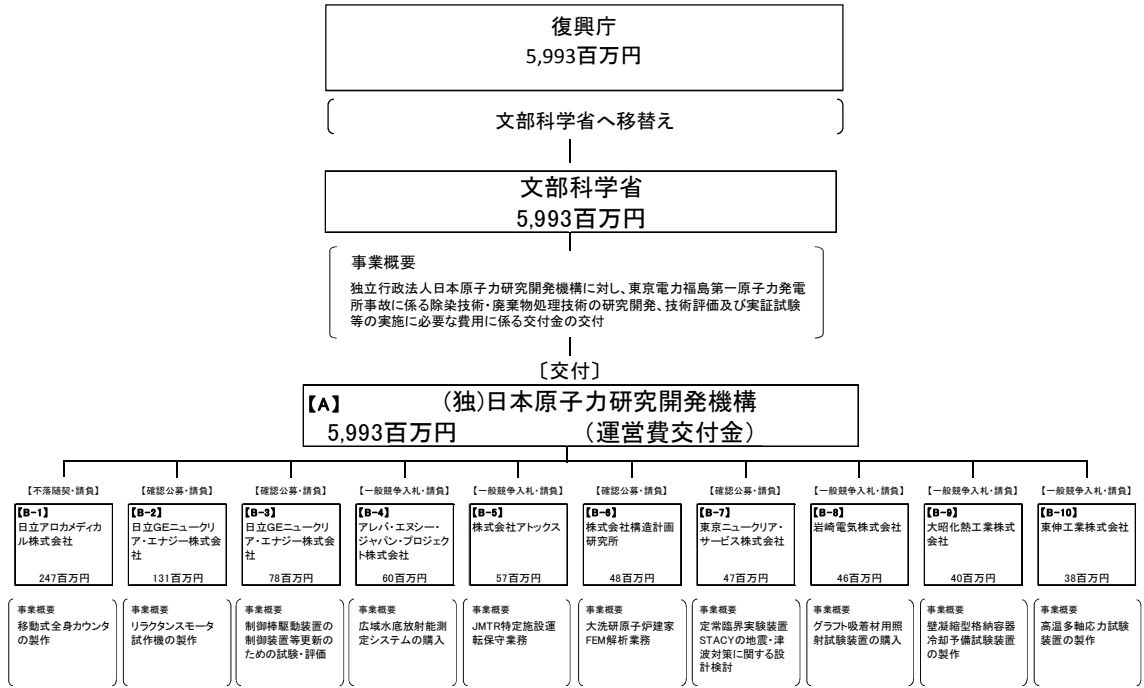 復興庁
5,993百万円
文部科学省へ移替え
文部科学省
5,993百万円
事業概要
独立行政法人日本原子力研究開発機構に対し、東京電力福島第一原子力発電
所事故に係る除染技術・廃棄物処理技術の研究開発、技術評価及び実証試験
等の実施に必要な費用に係る交付金の交付
〔交付〕
【A】 (独)日本原子力研究開発機構
5,993百万円 (運営費交付金)
【不落随契・請負】
【B-1】
日立アロカメディカ
ル株式会社
247百万円
事業概要
移動式全身カウンタ
の製作
【確認公募・請負】
【B-2】
日立GEニュークリ
ア・エナジー株式会
社
131百万円
事業概要
リラクタンスモータ
試作機の製作
【確認公募・請負】
【B-3】
日立GEニュークリ
ア・エナジー株式会
社
78百万円
事業概要
制御棒駆動装置の
制御装置等更新の
ための試験・評価
【一般競争入札・請負】
【B-4】
アレバ・エヌシー・
ジャパン・プロジェク
ト株式会社
60百万円
事業概要
広域水底放射能測
定システムの購入
【一般競争入札・請負】
【B-5】
株式会社アトックス
57百万円
事業概要
JMTR特定施設運
転保守業務
【確認公募・請負】
【B-6】
株式会社構造計画
研究所
48百万円
事業概要
大洗研原子炉建家
FEM解析業務
【確認公募・請負】
【B-7】
東京ニュークリア・
サービス株式会社
47百万円
事業概要
定常臨界実験装置
STACYの地震・津
波対策に関する設
計検討
【一般競争入札・請負】
【B-8】
岩崎電気株式会社
46百万円
事業概要
グラフト吸着材用照
射試験装置の購入
【一般競争入札・請負】
【B-9】
大昭化熱工業株式
会社
40百万円
事業概要
壁凝縮型格納容器
冷却予備試験装置
の製作
【一般競争入札・請負】
【B-10】
東伸工業株式会社
38百万円
事業概要
高温多軸応力試験
装置の製作